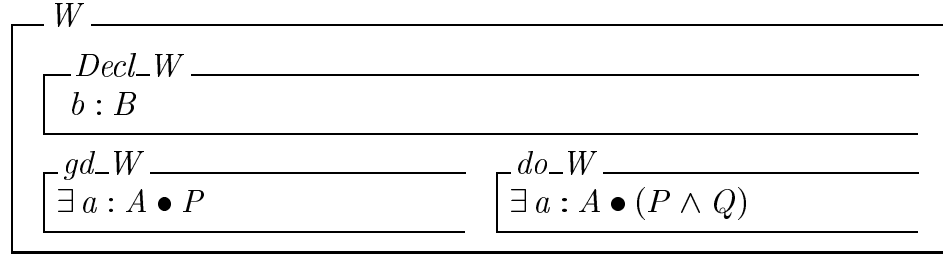 W
Decl_W
b : B
gd_W
do_W
∃ a : A • P
∃ a : A • (P ∧ Q)